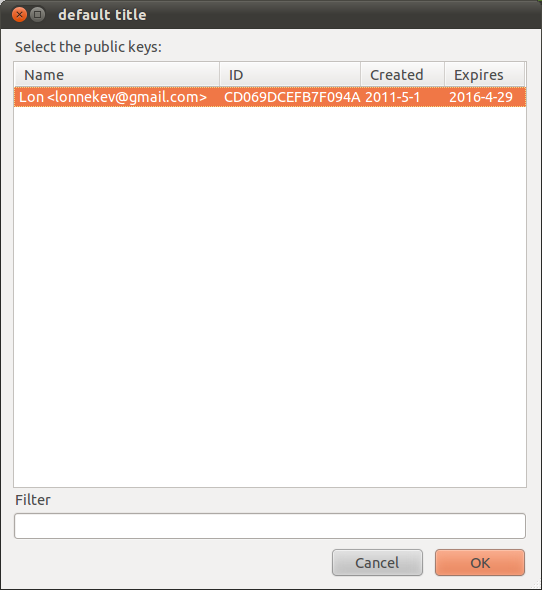 default title
Select the public keys:
Name ID Created Expires
Lon <lonnekev@gmail.com> CD069DCEFB7F094A 2011-5-1 2016-4-29
Filter
Cancel OK